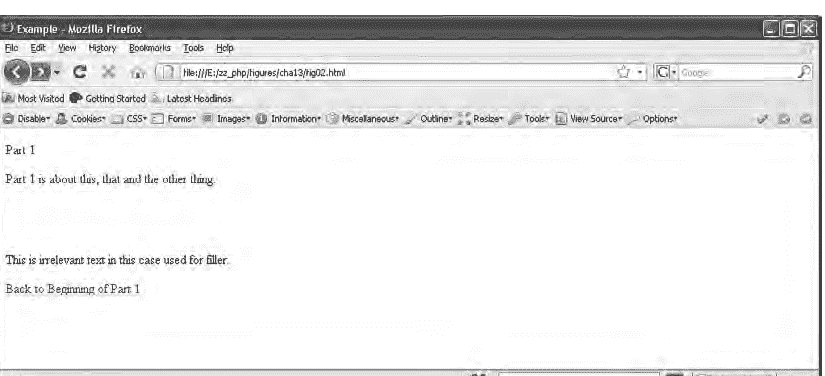 Example - Mozilla Firefox
File Edit View History Bookmarks Tools Help
file:///E:/zz_php/figures/cha13/fig02.html Google
Most Visited Getting Started Latest Headlines
Disable Cookies CSS Forms Images Information Miscellaneous Outline Resize Tools View Source Options
Part 1
Part 1 is about this, that and the other thing.
This is irrelevant text in this case used for filler.
Back to Beginning of Part 1